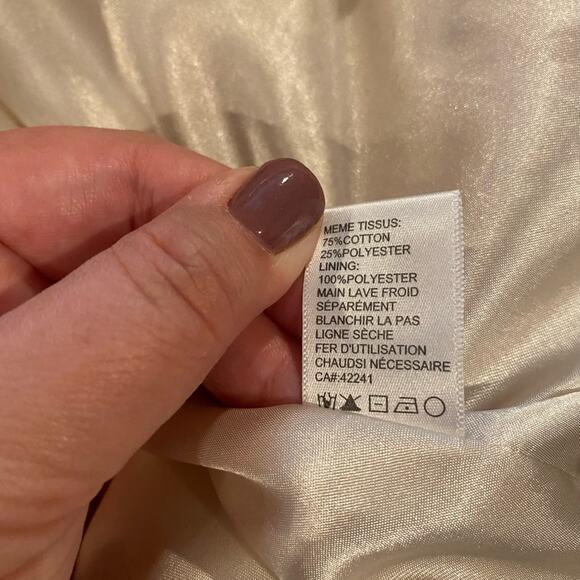 MEME TISSUS:
75%COTTON
25%POLYESTER
LINING:
100%POLYESTER
MAIN LAVE FROID
SÉPARÉMENT
BLANCHIR LA PAS
LIGNE SÈCHE
FER D'UTILISATION
CHAUDSI NÉCESSAIRE
CA#:42241